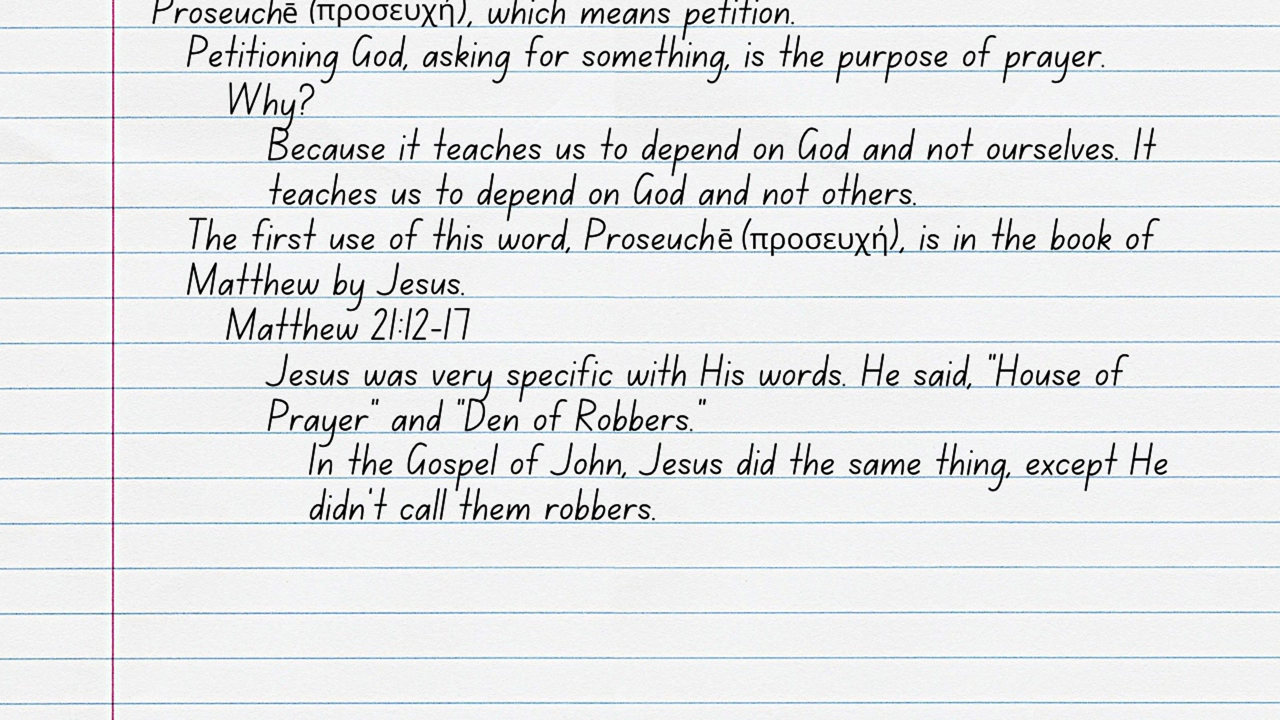 Proseuchē (προσευχή), which means petition.
Petitioning God, asking for something, is the purpose of prayer.
Why?
Because it teaches us to depend on God and not ourselves. It
teaches us to depend on God and not others.
The first use of this word, Proseuchē (προσευχή), is in the book of
Matthew by Jesus.
Matthew 21:12-17
Jesus was very specific with His words. He said, "House of
Prayer" and "Den of Robbers."
In the Gospel of John, Jesus did the same thing, except He
didn't call them robbers.